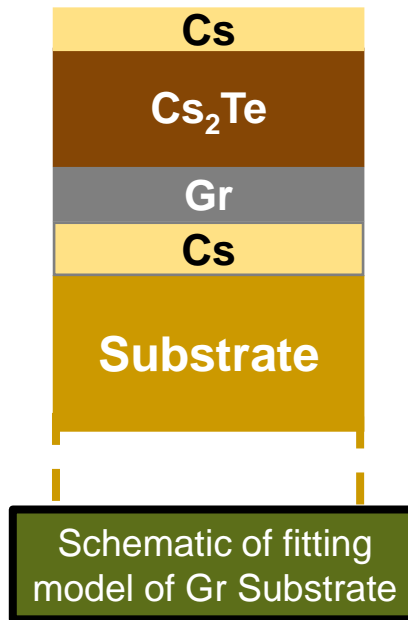 Cs
Cs₂Te
Gr
Cs
Substrate
Schematic of fitting
model of Gr Substrate